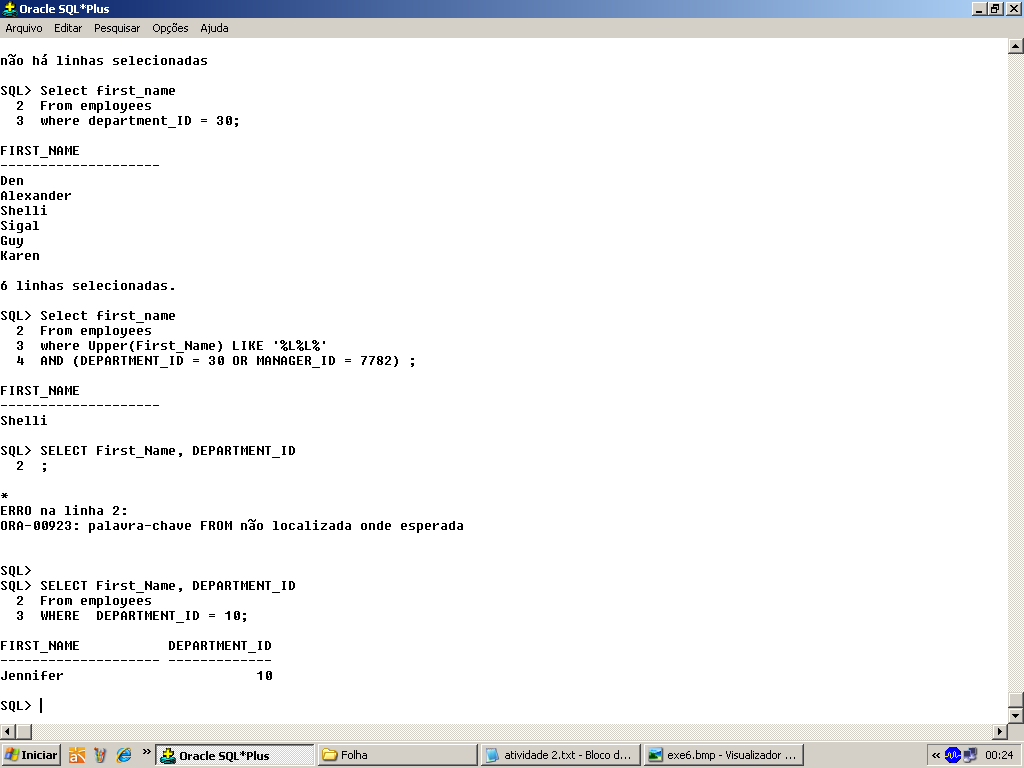 Oracle SQL*Plus
Arquivo Editar Pesquisar Opções Ajuda
não há linhas selecionadas
SQL> Select first_name
2 From employees
3 where department_ID = 30;
FIRST_NAME
--------------------
Den
Alexander
Shelli
Sigal
Guy
Karen
6 linhas selecionadas.
SQL> Select first_name
2 From employees
3 where Upper(First_Name) LIKE '%L%L%'
4 AND (DEPARTMENT_ID = 30 OR MANAGER_ID = 7782) ;
FIRST_NAME
--------------------
Shelli
SQL> SELECT First_Name, DEPARTMENT_ID
2 ;
*
ERRO na linha 2:
ORA-00923: palavra-chave FROM não localizada onde esperada
SQL>
SQL> SELECT First_Name, DEPARTMENT_ID
2 From employees
3 WHERE  DEPARTMENT_ID = 10;
FIRST_NAME DEPARTMENT_ID
-------------------- -------------
Jennifer 10
SQL>
Iniciar » Oracle SQL*Plus Folha atividade 2.txt - Bloco d... exe6.bmp - Visualizador ... « 00:24